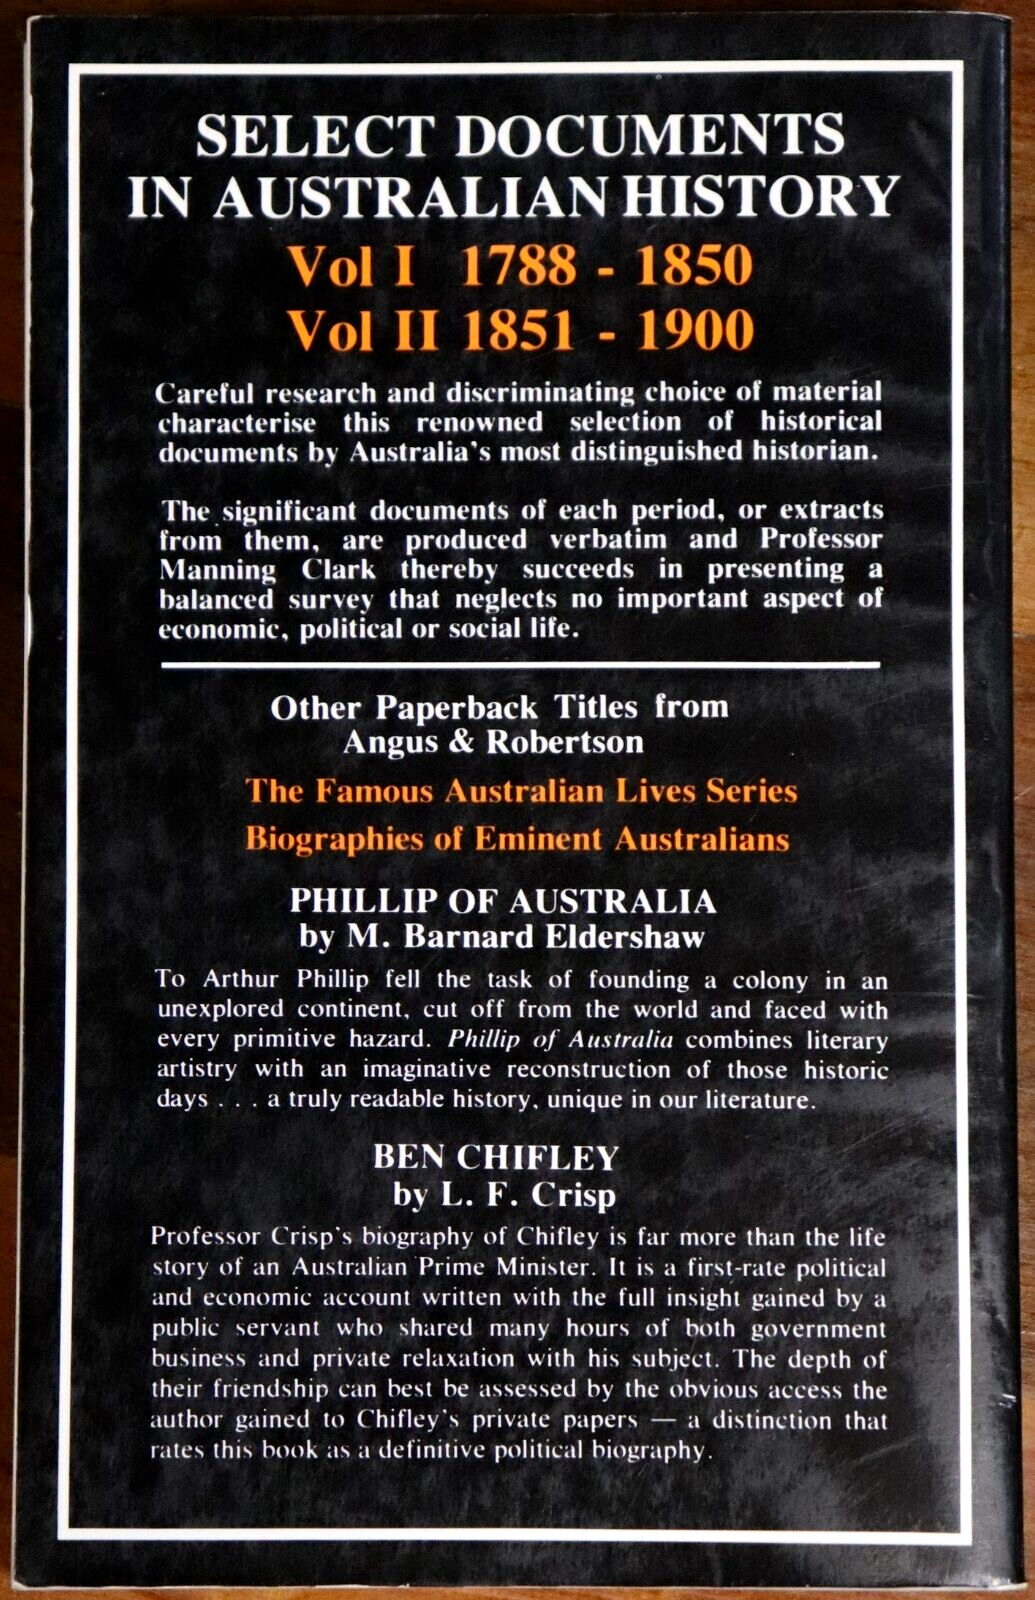 SELECT DOCUMENTS
IN AUSTRALIAN HISTORY
Vol I 1788 - 1850
Vol II 1851 - 1900
Careful research and discriminating choice of material
characterise this renowned selection of historical
documents by Australia's most distinguished historian.
The significant documents of each period, or extracts
from them, are produced verbatim and Professor
Manning Clark thereby succeeds in presenting a
balanced survey that neglects no important aspect of
economic, political or social life.
Other Paperback Titles from
Angus & Robertson
The Famous Australian Lives Series
Biographies of Eminent Australians
PHILLIP OF AUSTRALIA
by M. Barnard Eldershaw
To Arthur Phillip fell the task of founding a colony in an
unexplored continent, cut off from the world and faced with
every primitive hazard. Phillip of Australia combines literary
artistry with an imaginative reconstruction of those historic
days . . . a truly readable history, unique in our literature.
BEN CHIFLEY
by L. F. Crisp
Professor Crisp's biography of Chifley is far more than the life
story of an Australian Prime Minister. It is a first-rate political
and economic account written with the full insight gained by a
public servant who shared many hours of both government
business and private relaxation with his subject. The depth of
their friendship can best be assessed by the obvious access the
author gained to Chifley's private papers — a distinction that
rates this book as a definitive political biography.